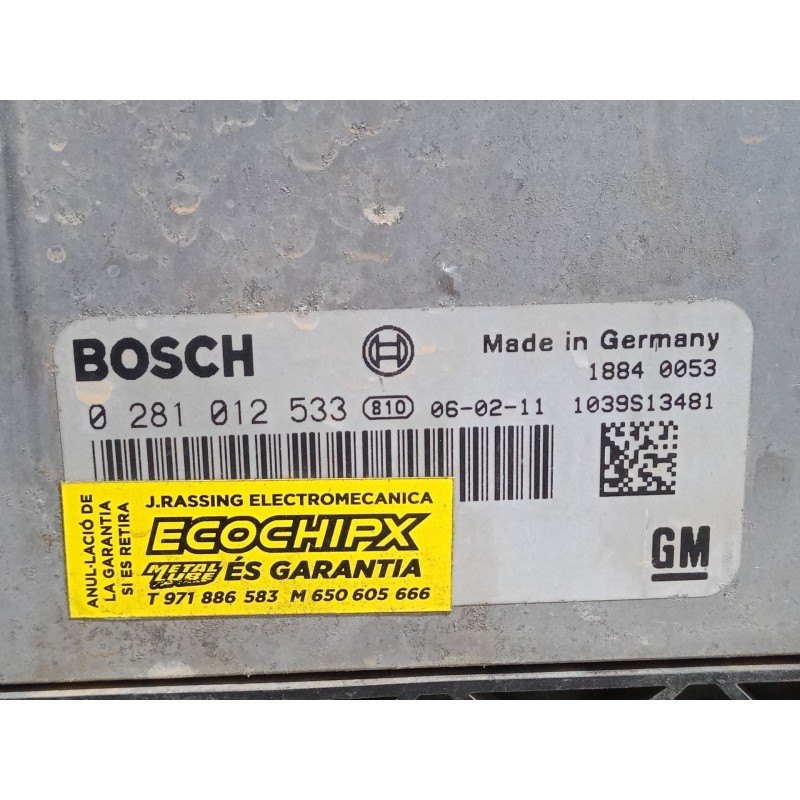 BOSCH
Made in Germany
1884 0053
0 281 012 533 810 06-02-11 1039S13481
GM
ANUL·LACIÓ DE
LA GARANTIA
SI ES RETIRA
J.RASSING ELECTROMECANICA
ECOCHIPX
METAL LUBE ÉS GARANTIA
T 971 886 583 M 650 605 666